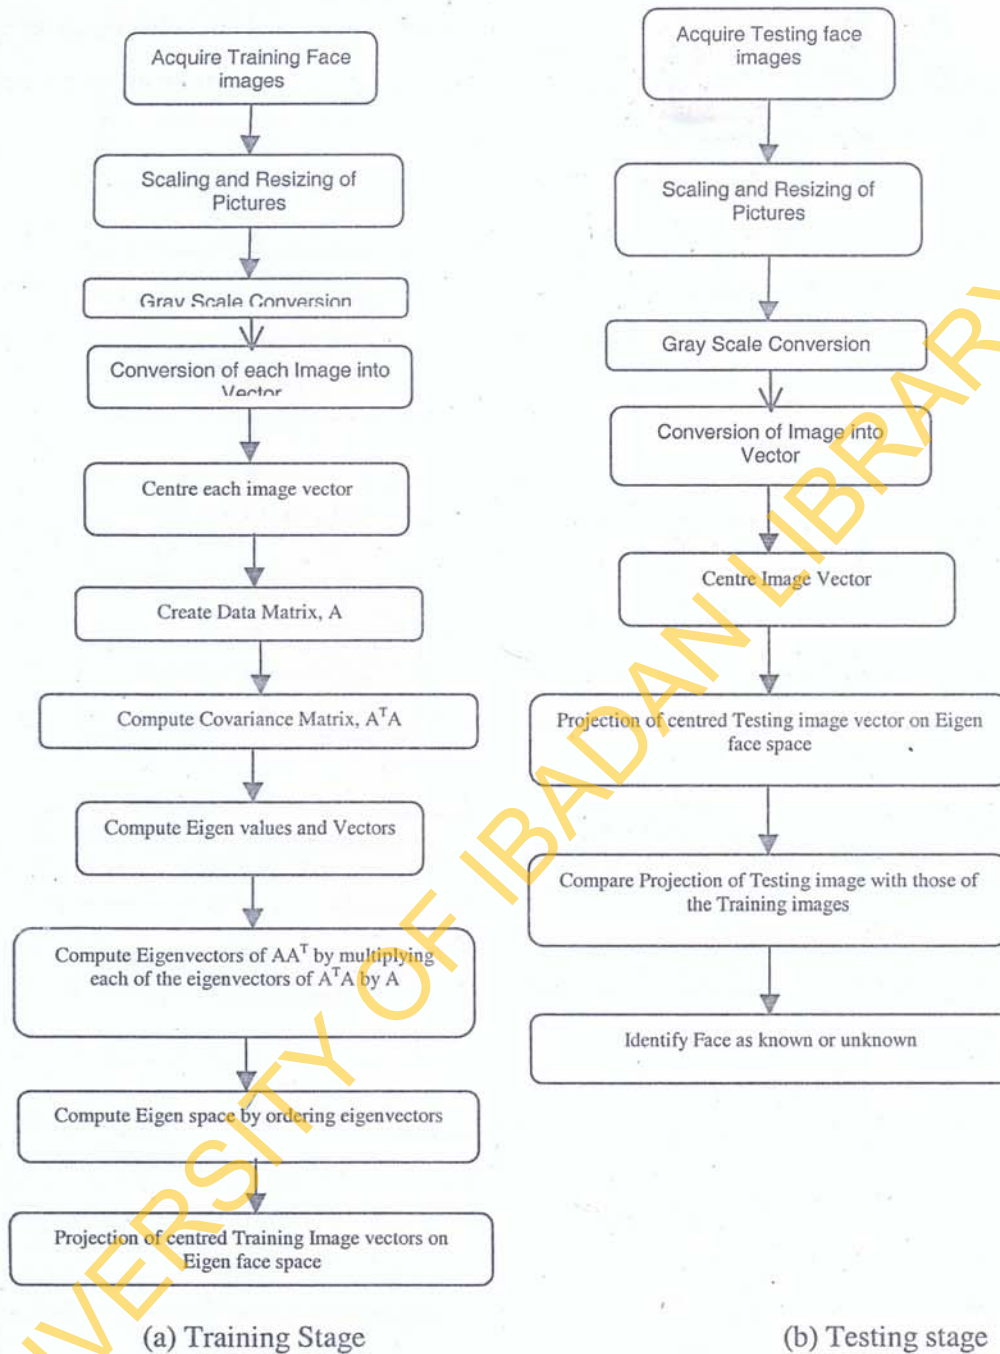 Acquire Training Face
images
Scaling and Resizing of
Pictures
Gray Scale Conversion
Conversion of each Image into
Vector
Centre each image vector
Create Data Matrix, A
Compute Covariance Matrix, AᵀA
Compute Eigen values and Vectors
Compute Eigenvectors of AAᵀ by multiplying
each of the eigenvectors of AᵀA by A
Compute Eigen space by ordering eigenvectors
Projection of centred Training Image vectors on
Eigen face space
(a) Training Stage
Acquire Testing face
images
Scaling and Resizing of
Pictures
Gray Scale Conversion
Conversion of Image into
Vector
Centre Image Vector
Projection of centred Testing image vector on Eigen
face space
Compare Projection of Testing image with those of
the Training images
Identify Face as known or unknown
(b) Testing stage
VERSITY OF IBADAN LIBRARY